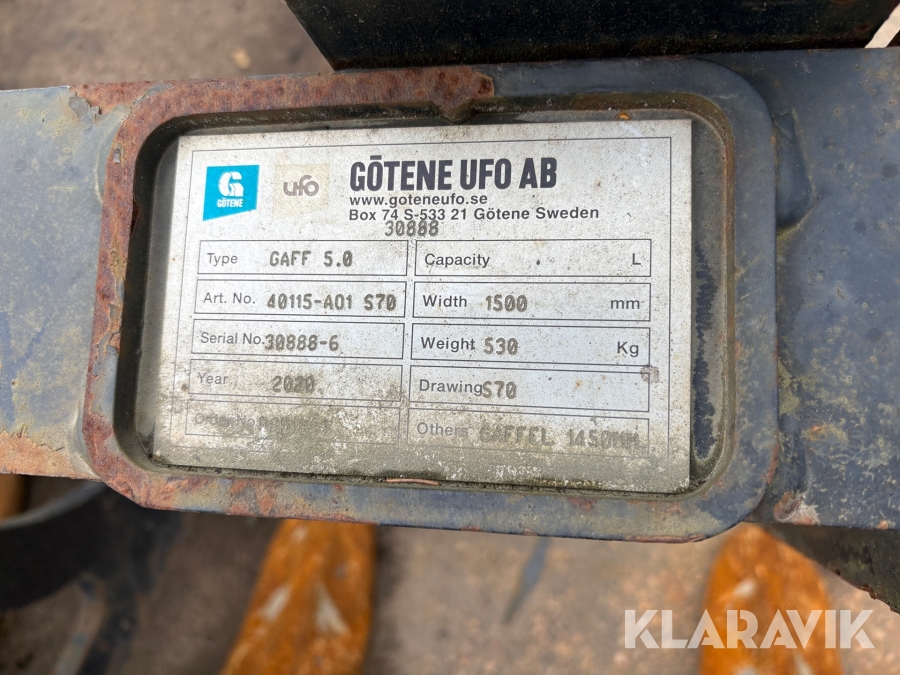 GÖTENE
ufo
GÖTENE UFO AB
www.goteneufo.se
Box 74 S-533 21 Götene Sweden
30888
Type GAFF 5.0 Capacity L
Art. No. 40115-A01 S70 Width 1500 mm
Serial No. 30888-6 Weight 530 Kg
Year 2020 Drawing S70
Others GAFFEL 1450MM
KLARAVIK